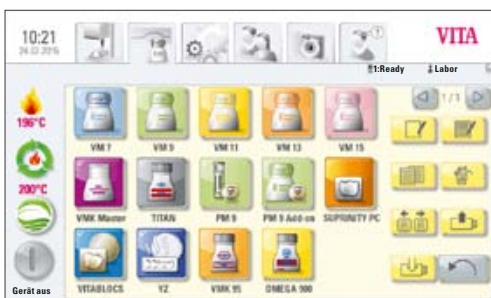 10:21
24.02.2015
VITA
1:Ready
Labor
1/1
196°C
200°C
Gerät aus
VM 7
VM 9
VM 11
VM 13
VM 15
VMK Master
TITAN
PM 9
PM 9 Add-on
SUPRINITY PC
VITABLOCS
YZ
VMK 95
OMEGA 900